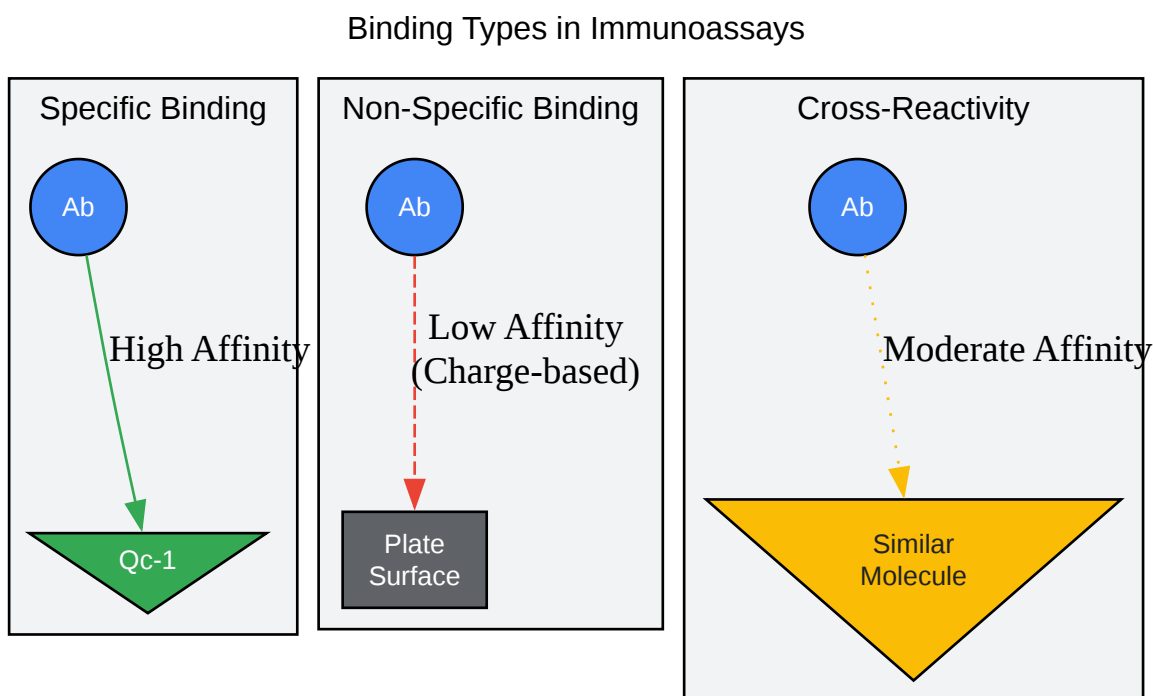 Binding Types in Immunoassays
Specific Binding
Ab
High Affinity
Qc-1
Non-Specific Binding
Ab
Low Affinity
(Charge-based)
Plate
Surface
Cross-Reactivity
Ab
Moderate Affinity
Similar
Molecule